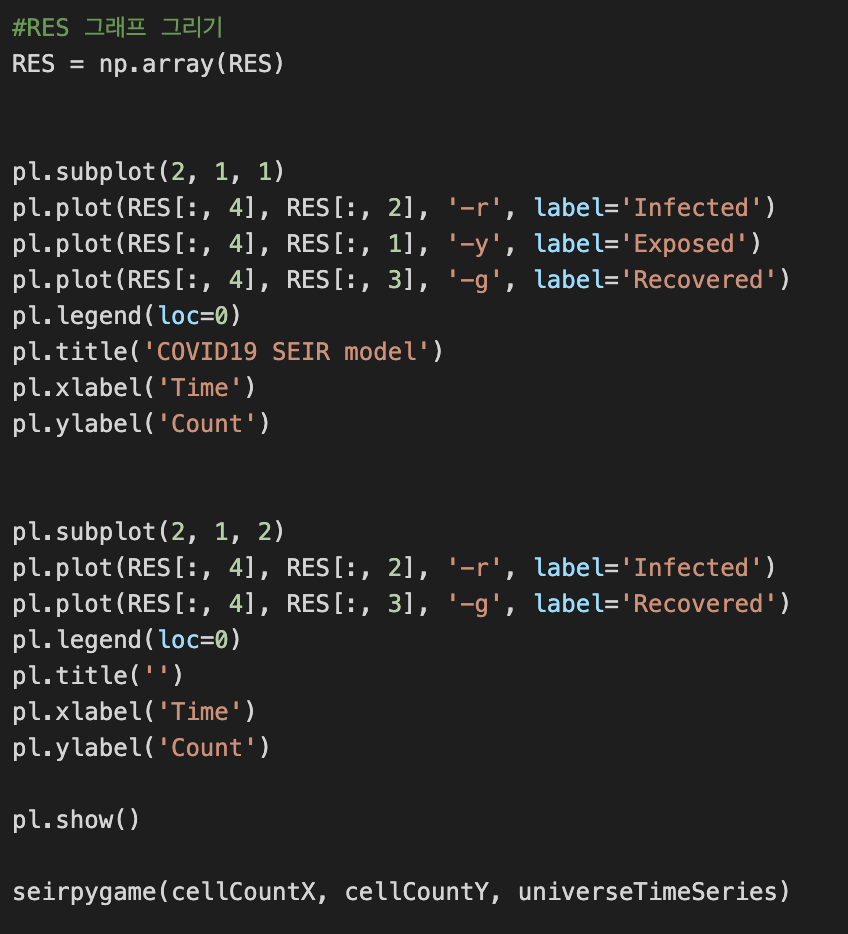 #RES 그래프 그리기
RES = np.array(RES)
pl.subplot(2, 1, 1)
pl.plot(RES[:, 4], RES[:, 2], '-r', label='Infected')
pl.plot(RES[:, 4], RES[:, 1], '-y', label='Exposed')
pl.plot(RES[:, 4], RES[:, 3], '-g', label='Recovered')
pl.legend(loc=0)
pl.title('COVID19 SEIR model')
pl.xlabel('Time')
pl.ylabel('Count')
pl.subplot(2, 1, 2)
pl.plot(RES[:, 4], RES[:, 2], '-r', label='Infected')
pl.plot(RES[:, 4], RES[:, 3], '-g', label='Recovered')
pl.legend(loc=0)
pl.title('')
pl.xlabel('Time')
pl.ylabel('Count')
pl.show()
seirpygame(cellCountX, cellCountY, universeTimeSeries)